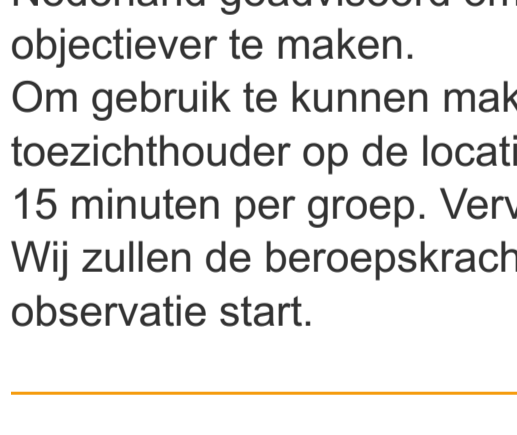 objectiever te maken.
Om gebruik te kunnen mak
toezichthouder op de locati
15 minuten per groep. Verv
Wij zullen de beroepskrach
observatie start.